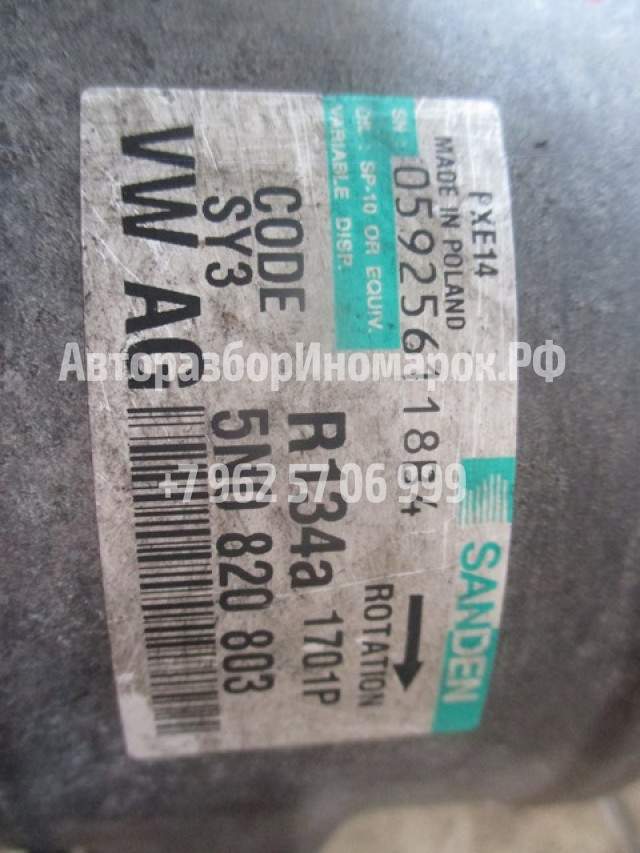 PXE14
MADE IN POLAND
SN:
OIL: SP-10 OR EQUIV.
VARIABLE DISP.
SANDEN
ROTATION
CODE R134a 1701P
SY3 5N0 820 803
VW AG
АвторазборИномарок.РФ
+7 962 57 06 999